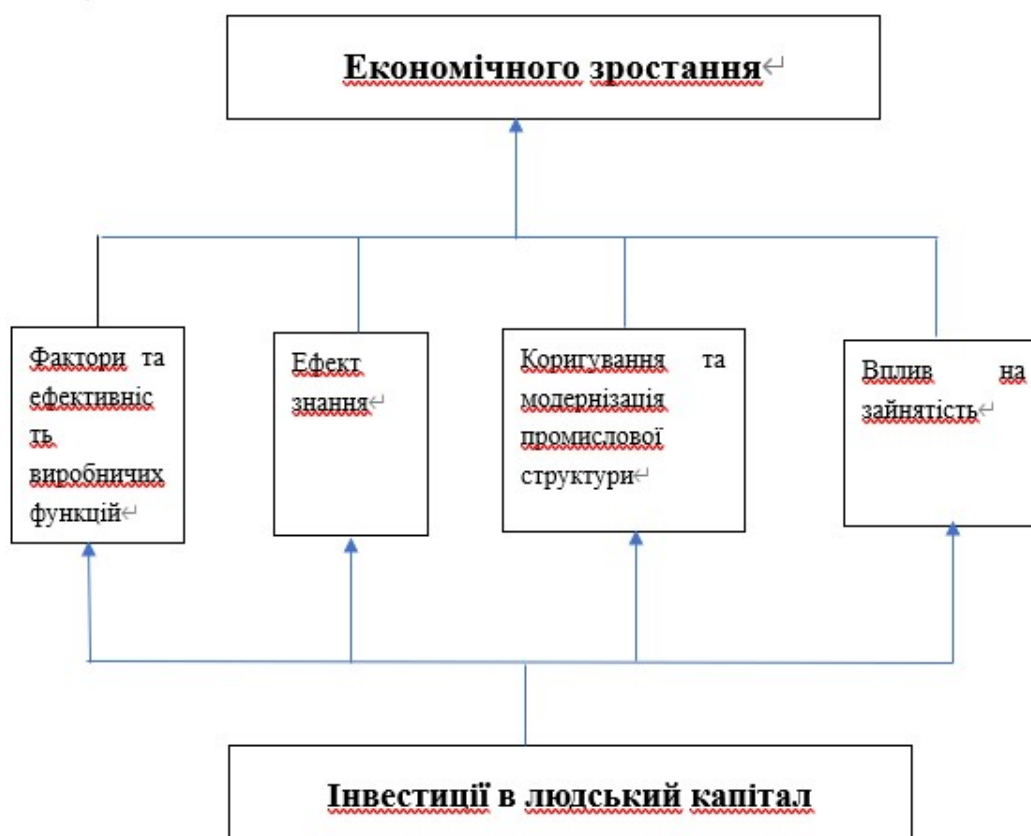 Економічного зростання
Фактори та
ефективніс
ть
виробничих
функцій
Ефект
знання
Коригування та
модернізація
промислової
структури
Вплив на
зайнятість
Інвестиції в людський капітал